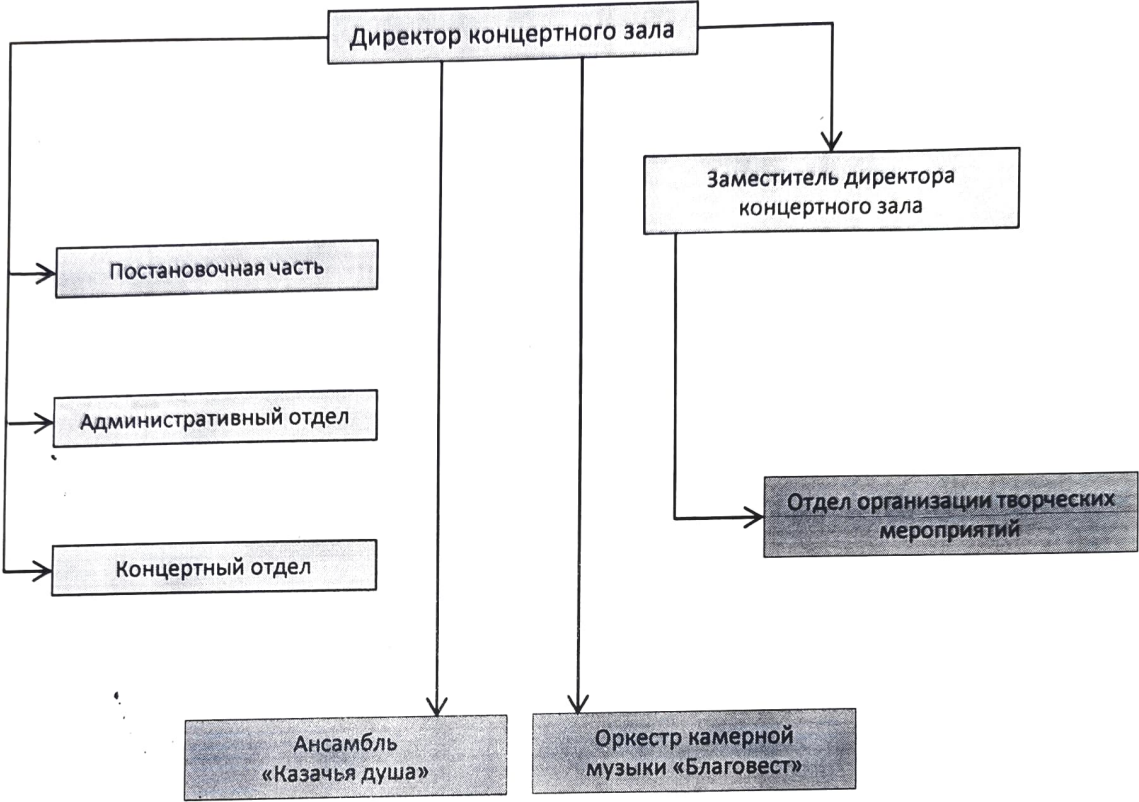 Директор концертного зала
Заместитель директора
концертного зала
Постановочная часть
Административный отдел
Концертный отдел
Отдел организации творческих
мероприятий
Ансамбль
«Казачья душа»
Оркестр камерной
музыки «Благовест»